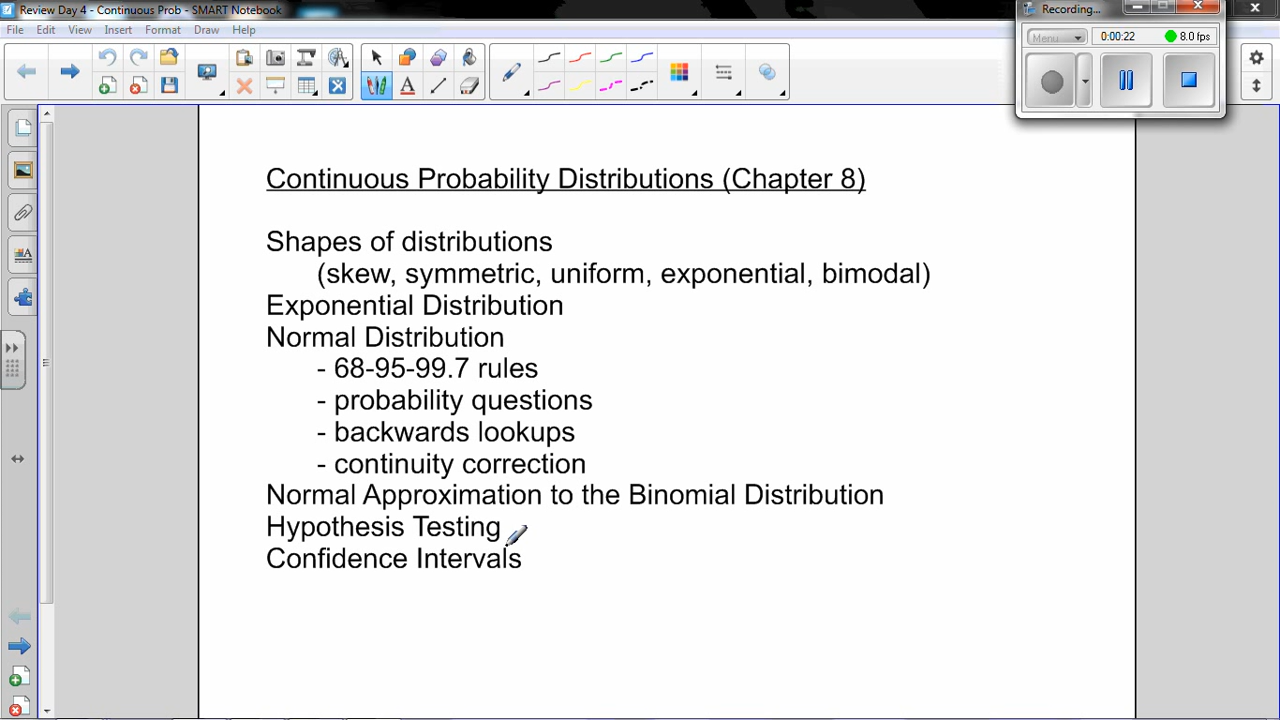 Review Day 4 - Continuous Prob - SMART Notebook
Recording...
File Edit View Insert Format Draw Help
Menu
0:00:22
8.0 fps
Continuous Probability Distributions (Chapter 8)
Shapes of distributions
(skew, symmetric, uniform, exponential, bimodal)
Exponential Distribution
Normal Distribution
- 68-95-99.7 rules
- probability questions
- backwards lookups
- continuity correction
Normal Approximation to the Binomial Distribution
Hypothesis Testing
Confidence Intervals